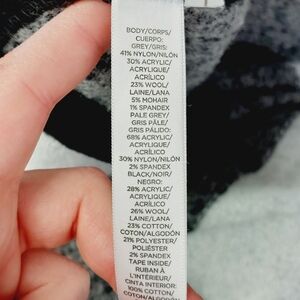 BODY/CORPS/
CUERPO:
GREY/GRIS:
41% NYLON/NILÓN
30% ACRYLIC/
ACRYLIQUE/
ACRÍLICO
23% WOOL/
LAINE/LANA
5% MOHAIR
1% SPANDEX
PALE GREY/
GRIS PÂLE/
GRIS PÁLIDO:
68% ACRYLIC/
ACRYLIQUE/
ACRÍLICO
30% NYLON/NILÓN
2% SPANDEX
BLACK/NOIR/
NEGRO:
28% ACRYLIC/
ACRYLIQUE/
ACRÍLICO
26% WOOL/
LAINE/LANA
23% COTTON/
COTON/ALGODÓN
21% POLYESTER/
POLIÉSTER
2% SPANDEX
TAPE INSIDE/
RUBAN À
L'INTÉRIEUR/
CINTA INTERIOR:
100% COTTON/
COTON/ALGODÓN